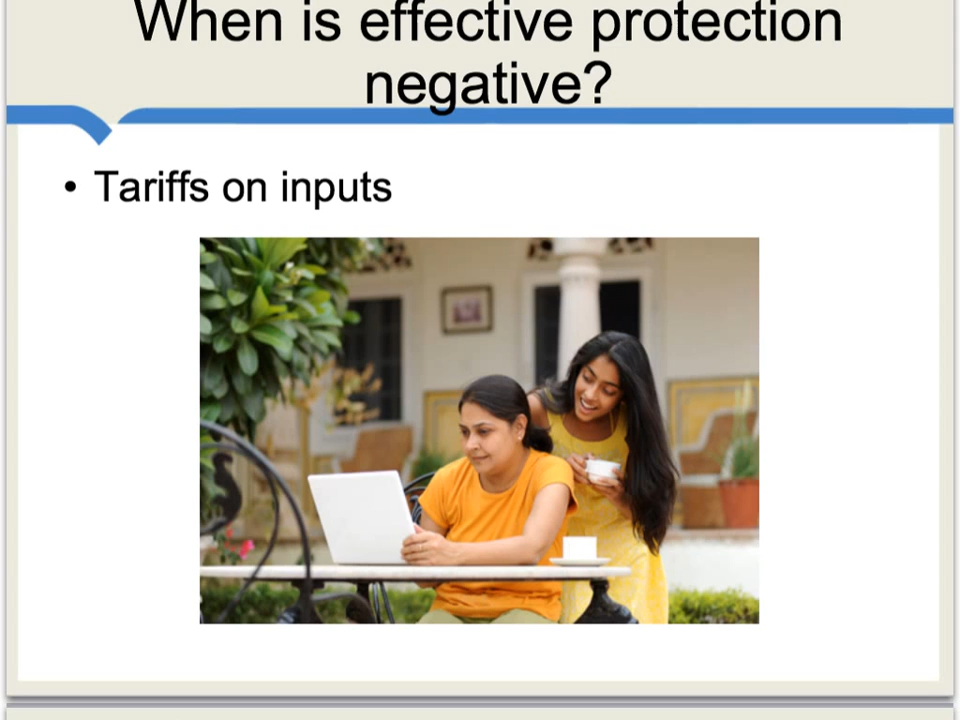 When is effective protection
negative?
• Tariffs on inputs